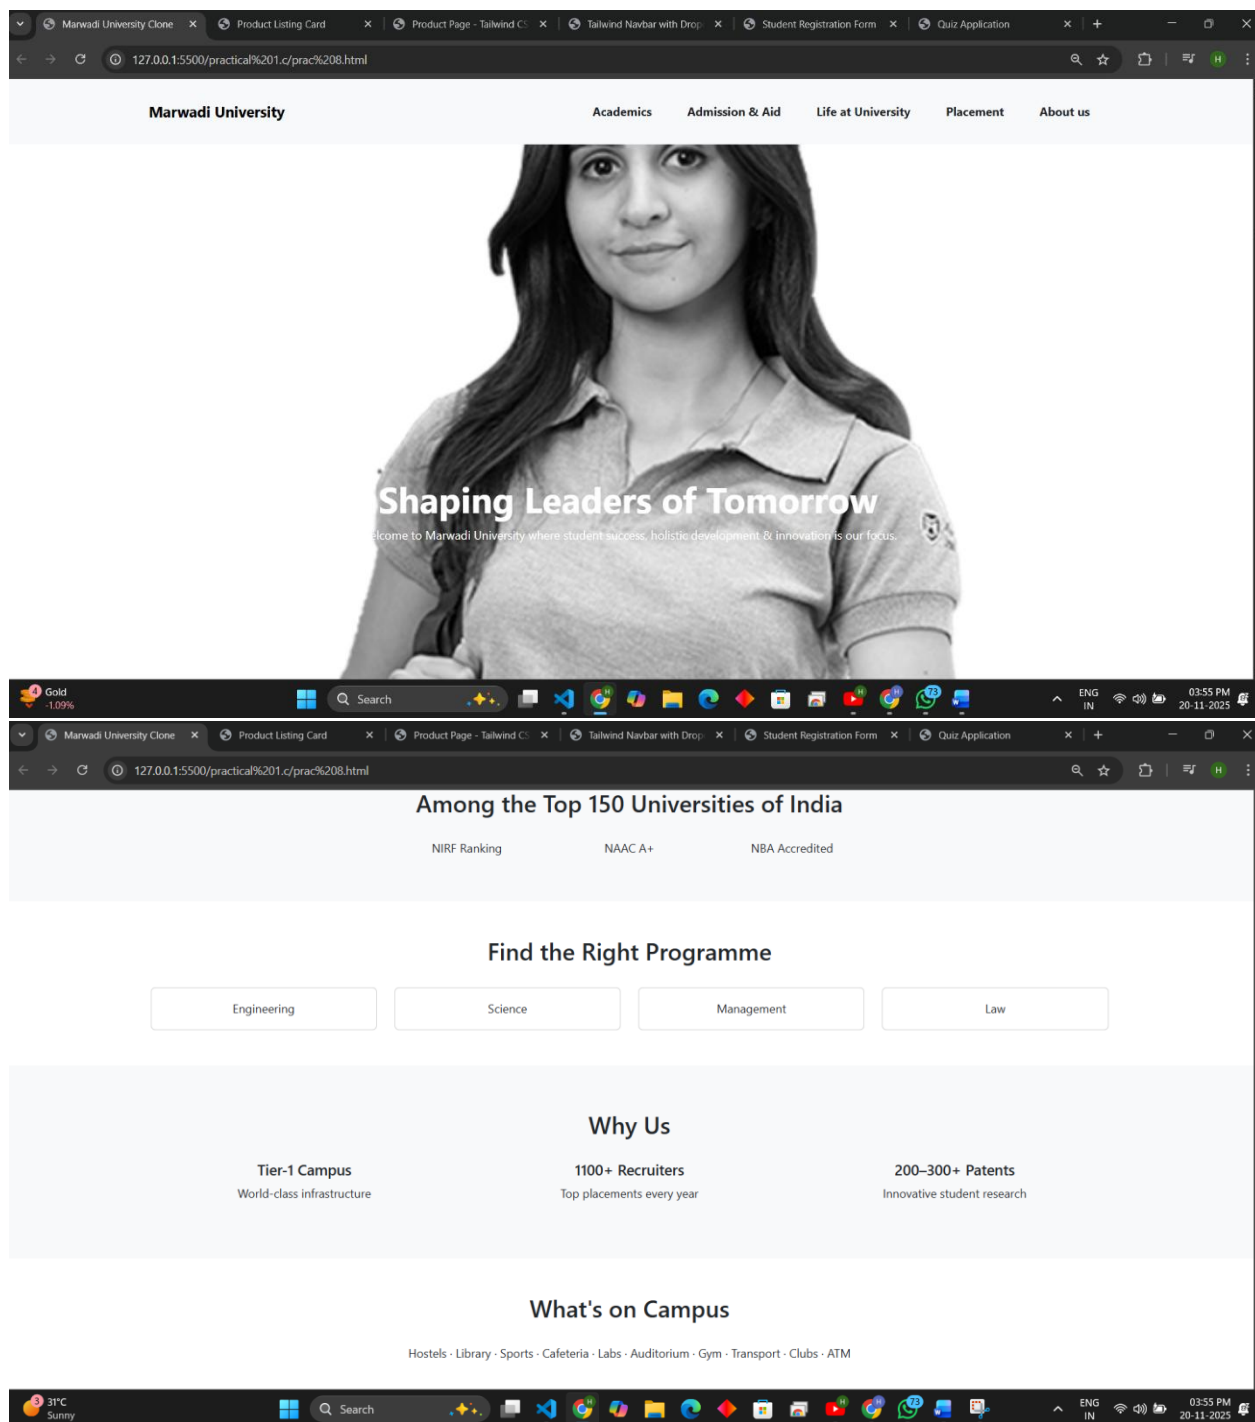 Marwadi University Clone Product Listing Card Product Page - Tailwind CS Tailwind Navbar with Drop Student Registration Form Quiz Application
127.0.0.1:5500/practical%201.c/prac%208.html H
Marwadi University Academics Admission & Aid Life at University Placement About us
Shaping Leaders of Tomorrow
elcome to Marwadi University where student success, holistic development & innovation is our focus.
4 Gold Search H H 73 ENG 03:55 PM
-1.09% IN 20-11-2025
Marwadi University Clone Product Listing Card Product Page - Tailwind CS Tailwind Navbar with Drop Student Registration Form Quiz Application
127.0.0.1:5500/practical%201.c/prac%208.html H
Among the Top 150 Universities of India
NIRF Ranking NAAC A+ NBA Accredited
Find the Right Programme
Engineering Science Management Law
Why Us
Tier-1 Campus 1100+ Recruiters 200–300+ Patents
World-class infrastructure Top placements every year Innovative student research
What's on Campus
Hostels · Library · Sports · Cafeteria · Labs · Auditorium · Gym · Transport · Clubs · ATM
3 31°C Search H H 73 ENG 03:55 PM
Sunny IN 20-11-2025